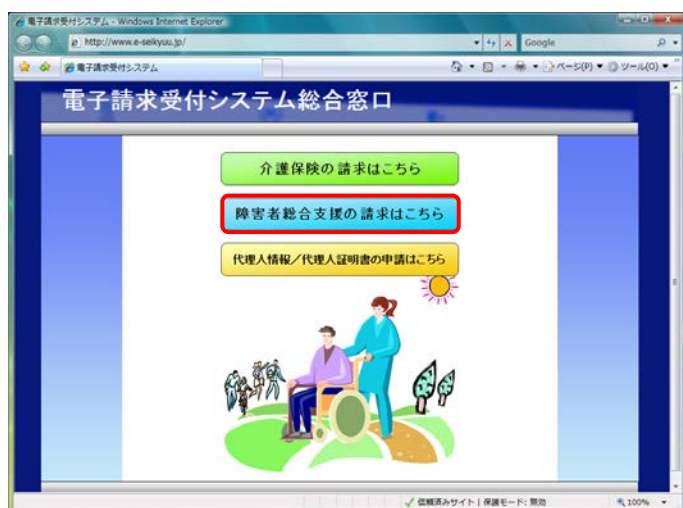 電子請求受付システム - Windows Internet Explorer
http://www.e-seikyuu.jp/
Google
電子請求受付システム
ページ(P)
ツール(O)
電子請求受付システム総合窓口
介護保険の請求はこちら
障害者総合支援の請求はこちら
代理人情報／代理人証明書の申請はこちら
信頼済みサイト | 保護モード: 無効
100%